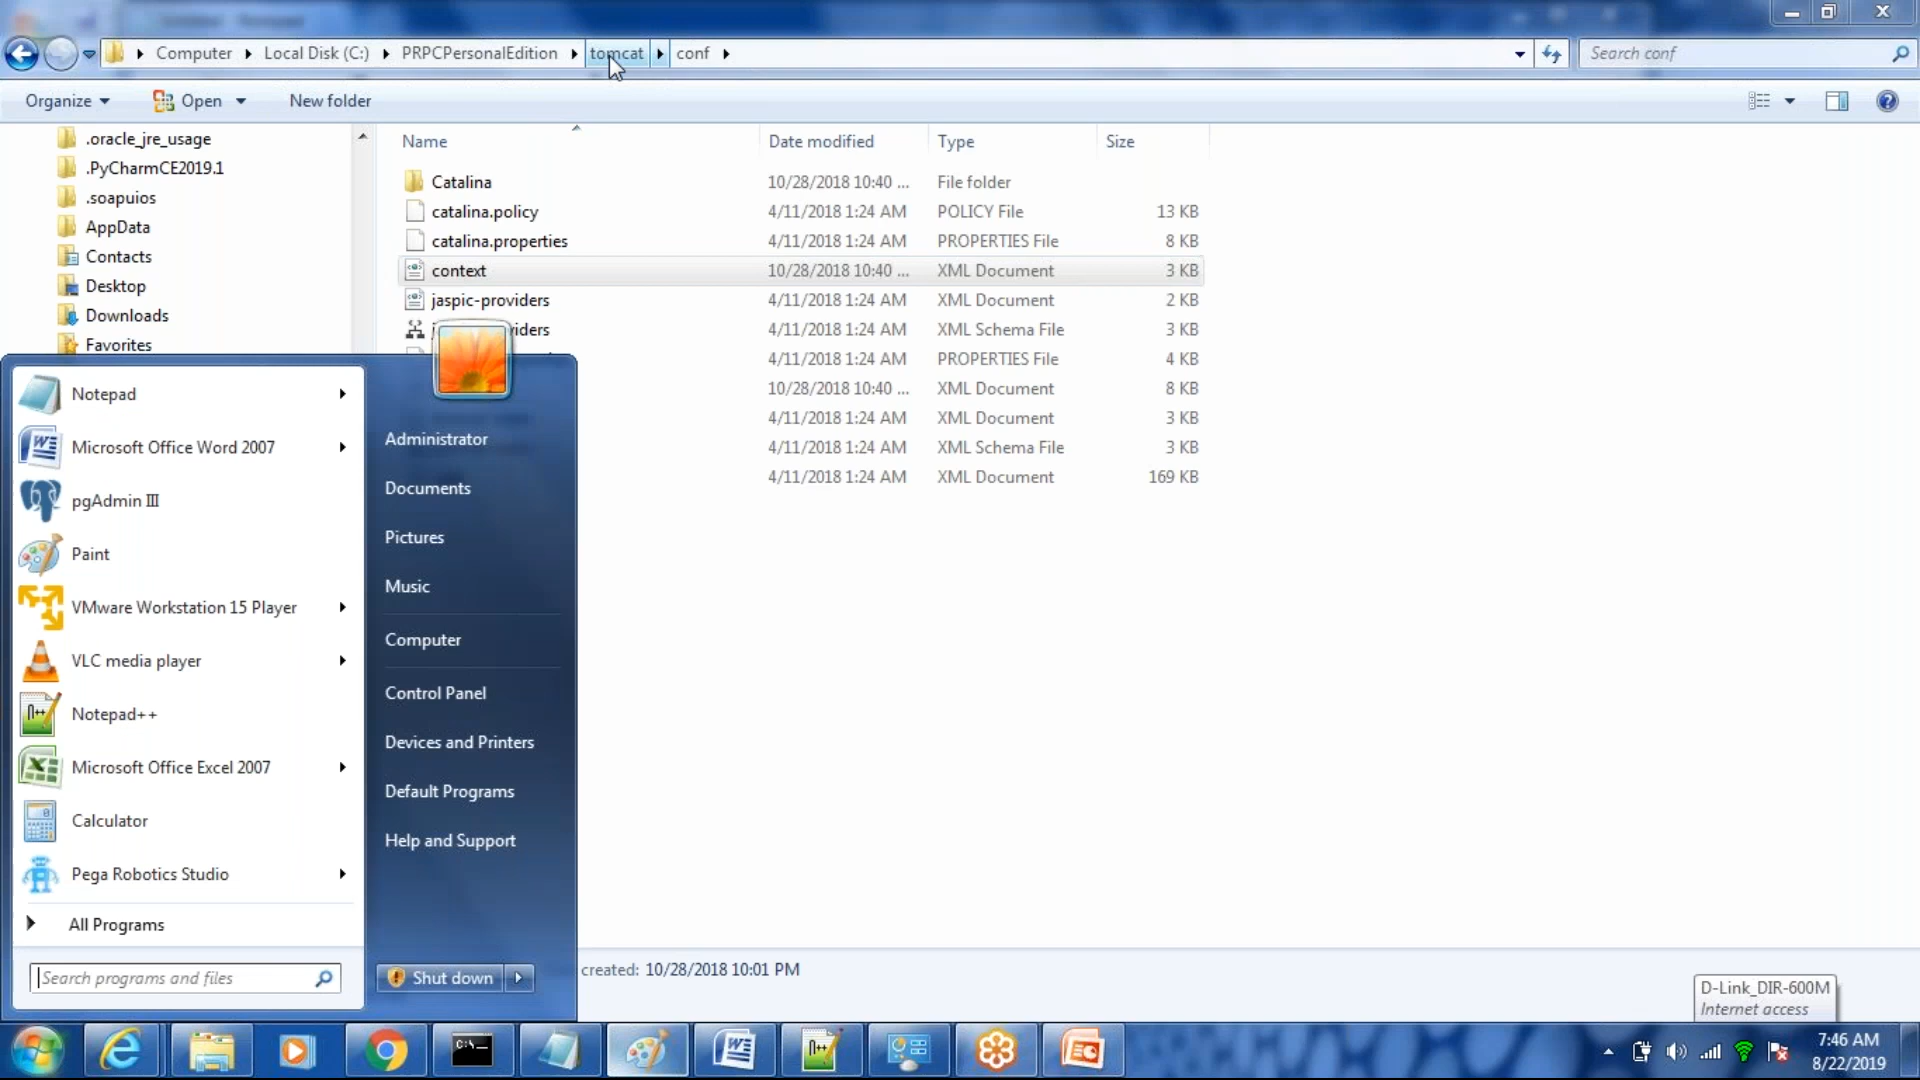 Computer
Local Disk (C:)
PRPCPersonalEdition
tomcat
conf
Search conf
Organize
Open
New folder
Name
Date modified
Type
Size
.oracle_jre_usage
.PyCharmCE2019.1
.soapuios
AppData
Contacts
Desktop
Downloads
Favorites
Catalina 10/28/2018 10:40 ... File folder
catalina.policy 4/11/2018 1:24 AM POLICY File 13 KB
catalina.properties 4/11/2018 1:24 AM PROPERTIES File 8 KB
context 10/28/2018 10:40 ... XML Document 3 KB
jaspic-providers 4/11/2018 1:24 AM XML Document 2 KB
4/11/2018 1:24 AM XML Schema File 3 KB
4/11/2018 1:24 AM PROPERTIES File 4 KB
10/28/2018 10:40 ... XML Document 8 KB
4/11/2018 1:24 AM XML Document 3 KB
4/11/2018 1:24 AM XML Schema File 3 KB
4/11/2018 1:24 AM XML Document 169 KB
Notepad
Microsoft Office Word 2007
pgAdmin III
Paint
VMware Workstation 15 Player
VLC media player
Notepad++
Microsoft Office Excel 2007
Calculator
Pega Robotics Studio
All Programs
Search programs and files
Administrator
Documents
Pictures
Music
Computer
Control Panel
Devices and Printers
Default Programs
Help and Support
Shut down
created: 10/28/2018 10:01 PM
D-Link_DIR-600M
Internet access
7:46 AM
8/22/2019